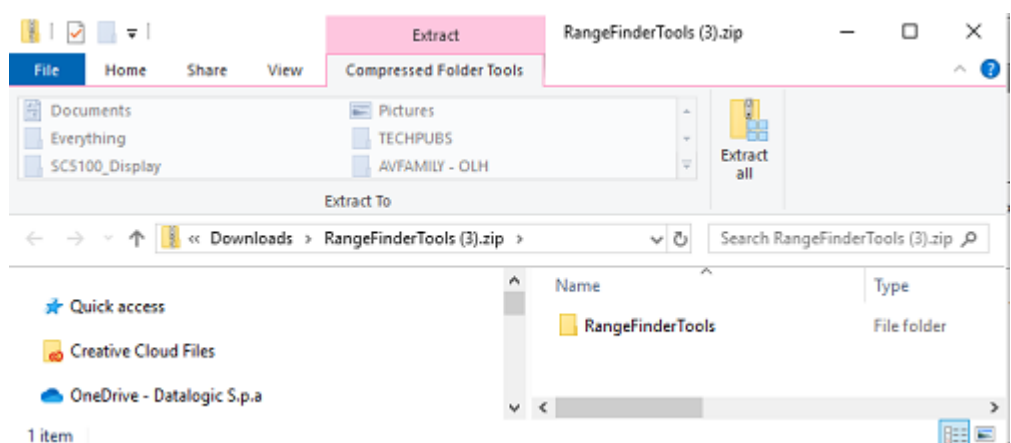 Extract RangeFinderTools (3).zip
File Home Share View Compressed Folder Tools
Documents Pictures
Everything TECHPUBS
SC5100_Display AVFAMILY - OLH
Extract all
Extract To
« Downloads › RangeFinderTools (3).zip › Search RangeFinderTools (3).zip
Name Type
Quick access
RangeFinderTools File folder
Creative Cloud Files
OneDrive - Datalogic S.p.a
1 item